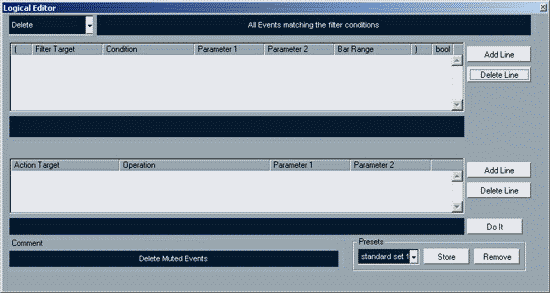 Logical Editor
Delete
All Events matching the filter conditions
( Filter Target Condition Parameter 1 Parameter 2 Bar Range ) bool
Add Line
Delete Line
Action Target Operation Parameter 1 Parameter 2
Add Line
Delete Line
Do It
Comment
Delete Muted Events
Presets
standard set 1
Store
Remove